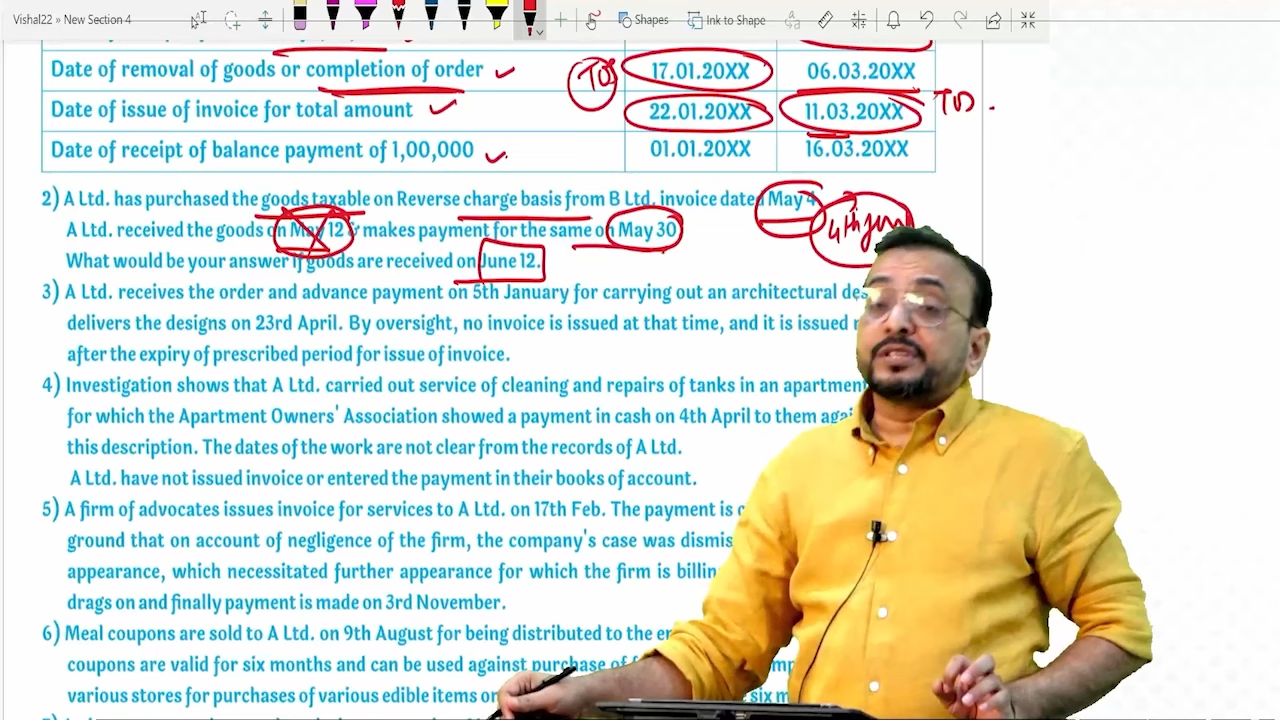 Vishal22 » New Section 4
Shapes
Ink to Shape
Date of removal of goods or completion of order
17.01.20XX
06.03.20XX
TOS
Date of issue of invoice for total amount
22.01.20XX
11.03.20XX
Date of receipt of balance payment of 1,00,000
01.01.20XX
16.03.20XX
2) A Ltd. has purchased the goods taxable on Reverse charge basis from B Ltd, invoice dated May 4
A Ltd. received the goods on May 12 & makes payment for the same on May 30
4th June
What would be your answer if goods are received on June 12.
3) A Ltd. receives the order and advance payment on 5th January for carrying out an architectural
delivers the designs on 23rd April. By oversight, no invoice is issued at that time, and it is issued
after the expiry of prescribed period for issue of invoice.
4) Investigation shows that A Ltd. carried out service of cleaning and repairs of tanks in an apartment
for which the Apartment Owners' Association showed a payment in cash on 4th April to them
this description. The dates of the work are not clear from the records of A Ltd.
A Ltd. have not issued invoice or entered the payment in their books of account.
5) A firm of advocates issues invoice for services to A Ltd. on 17th Feb. The payment is
ground that on account of negligence of the firm, the company's case was
appearance, which necessitated further appearance for which the firm is
drags on and finally payment is made on 3rd November.
6) Meal coupons are sold to A Ltd. on 9th August for being distributed to the
coupons are valid for six months and can be used against purchase of
various stores for purchases of various edible items
six